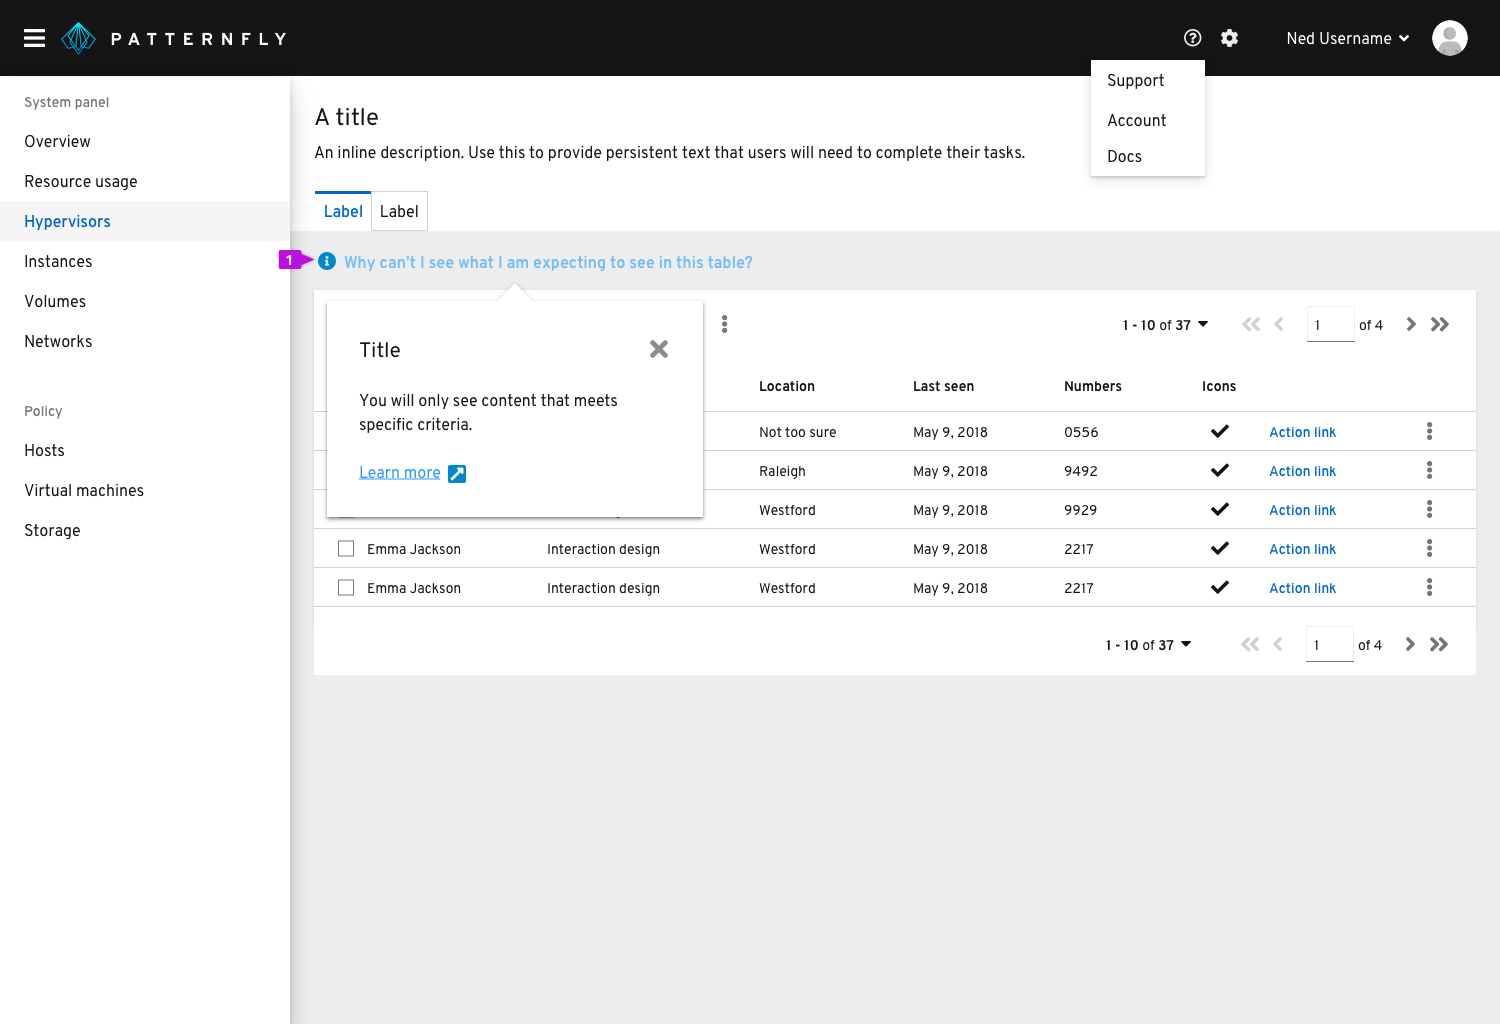 PATTERNFLY
Ned Username
Support
Account
Docs
System panel
Overview
Resource usage
Hypervisors
Instances
Volumes
Networks
Policy
Hosts
Virtual machines
Storage
A title
An inline description. Use this to provide persistent text that users will need to complete their tasks.
Label Label
1 Why can’t I see what I am expecting to see in this table?
Title
You will only see content that meets
specific criteria.
Learn more
1 - 10 of 37 1 of 4
Location Last seen Numbers Icons
Not too sure May 9, 2018 0556 Action link
Raleigh May 9, 2018 9492 Action link
Westford May 9, 2018 9929 Action link
Emma Jackson Interaction design Westford May 9, 2018 2217 Action link
Emma Jackson Interaction design Westford May 9, 2018 2217 Action link
1 - 10 of 37 1 of 4